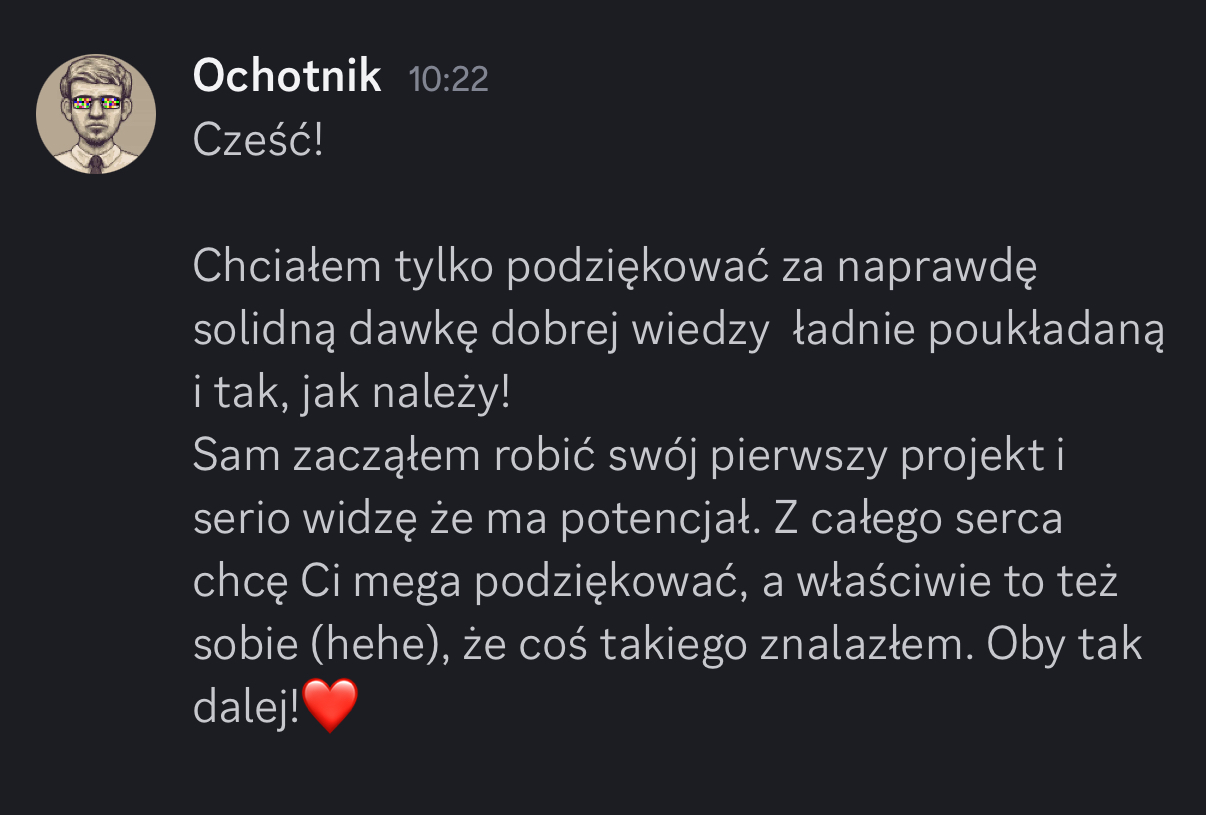 Ochotnik 10:22
Cześć!
Chciałem tylko podziękować za naprawdę
solidną dawkę dobrej wiedzy  ładnie poukładaną
i tak, jak należy!
Sam zacząłem robić swój pierwszy projekt i
serio widzę że ma potencjał. Z całego serca
chcę Ci mega podziękować, a właściwie to też
sobie (hehe), że coś takiego znalazłem. Oby tak
dalej!❤️